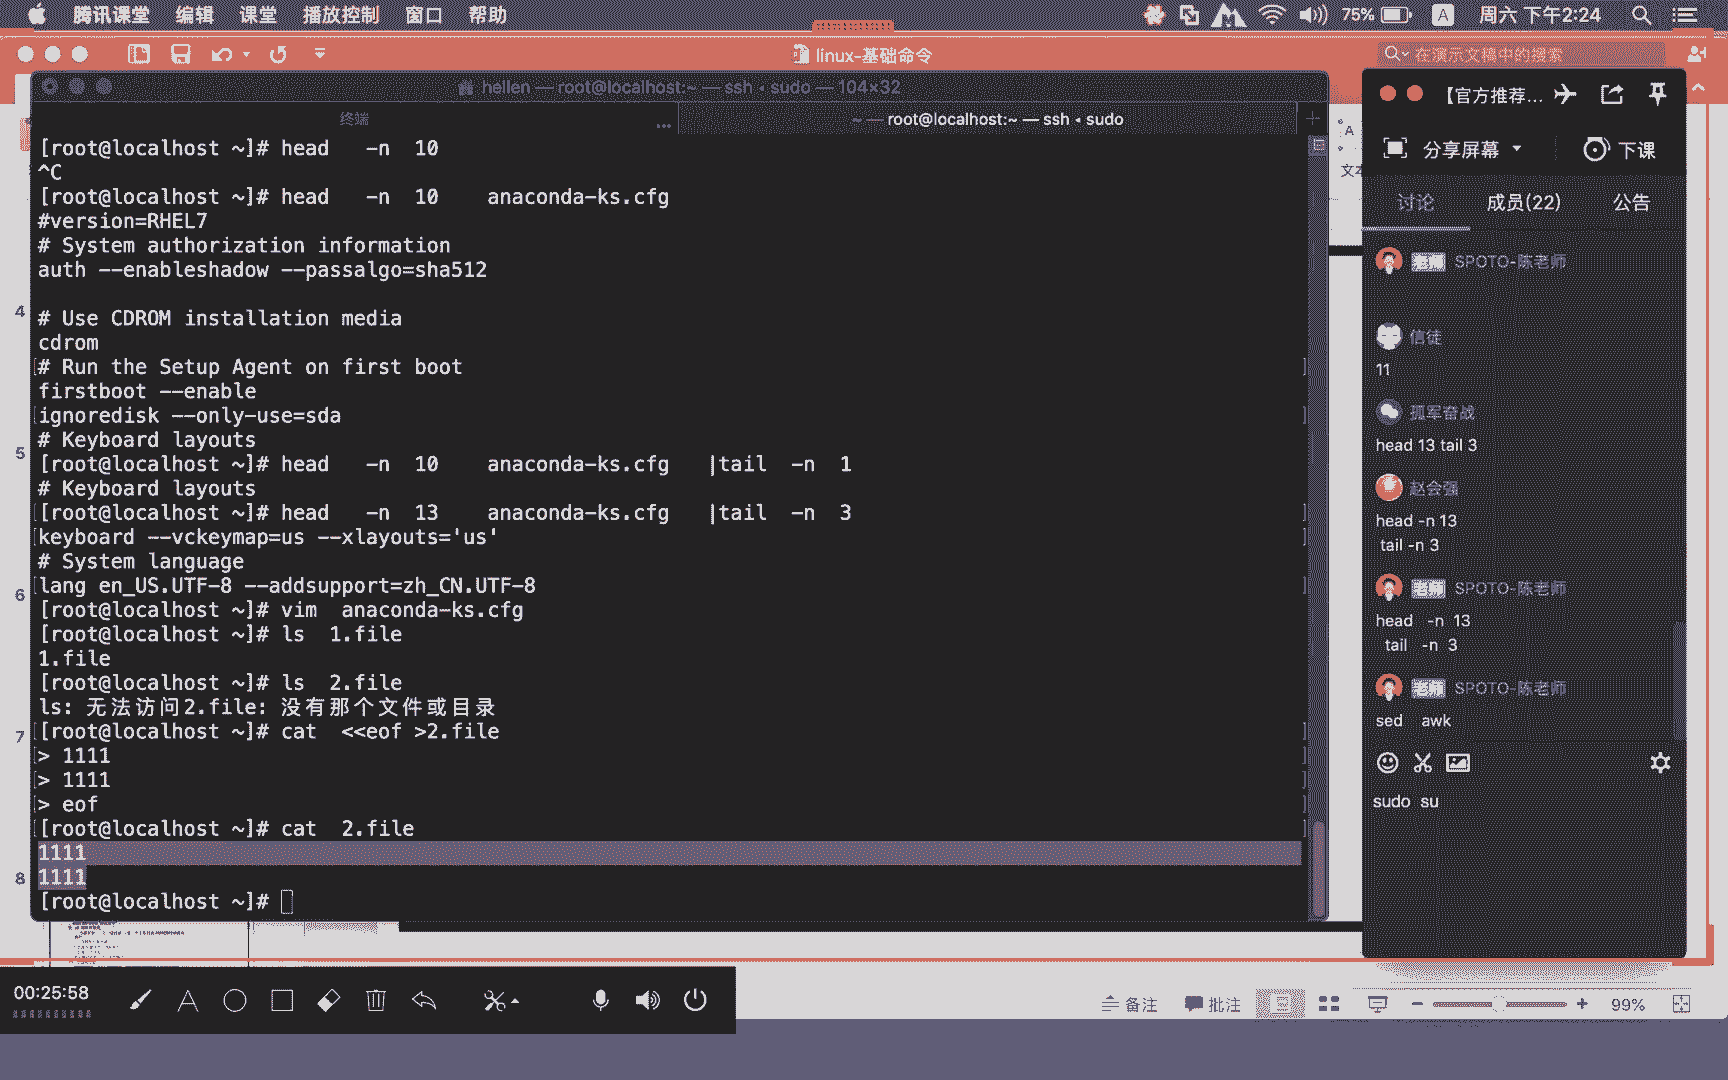 腾讯课堂 编辑 课堂 播放控制 窗口 帮助 75% A 周六 下午2:24
linux-基础命令 在演示文稿中的搜索
hellen — root@localhost:~ — ssh • sudo — 104×32
终端 ~ — root@localhost:~ — ssh • sudo
[root@localhost ~]# head   -n  10
^C
[root@localhost ~]# head   -n  10    anaconda-ks.cfg
#version=RHEL7
# System authorization information
auth --enableshadow --passalgo=sha512
# Use CDROM installation media
cdrom
# Run the Setup Agent on first boot
firstboot --enable
ignoredisk --only-use=sda
# Keyboard layouts
[root@localhost ~]# head   -n  10    anaconda-ks.cfg   |tail  -n  1
# Keyboard layouts
[root@localhost ~]# head   -n  13    anaconda-ks.cfg   |tail  -n  3
keyboard --vckeymap=us --xlayouts='us'
# System language
lang en_US.UTF-8 --addsupport=zh_CN.UTF-8
[root@localhost ~]# vim  anaconda-ks.cfg
[root@localhost ~]# ls  1.file
1.file
[root@localhost ~]# ls  2.file
ls: 无法访问2.file: 没有那个文件或目录
[root@localhost ~]# cat  <<eof >2.file
> 1111
> 1111
> eof
[root@localhost ~]# cat  2.file
1111
1111
[root@localhost ~]#
4
5
6
7
8
A
文本
【官方推荐...
分享屏幕 下课
讨论 成员(22) 公告
老师 SPOTO-陈老师
信徒
11
孤军奋战
head 13 tail 3
赵会强
head -n 13
tail -n 3
老师 SPOTO-陈老师
head   -n  13
tail   -n  3
老师 SPOTO-陈老师
sed    awk
sudo  su
00:25:58
备注 批注 99%